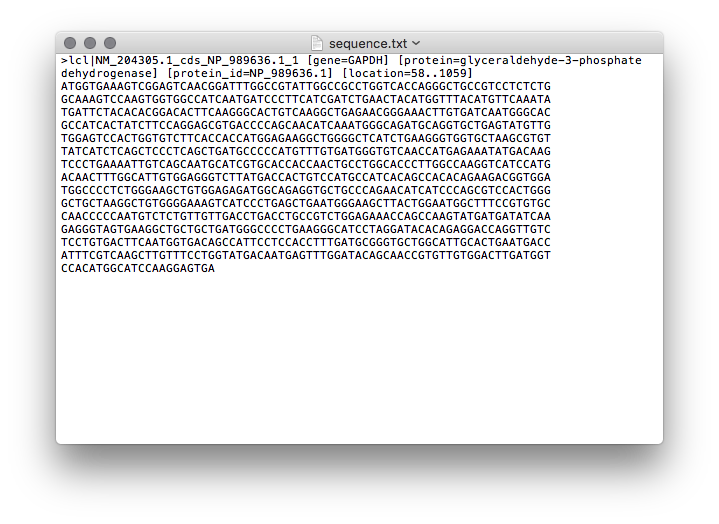 sequence.txt
>lcl|NM_204305.1_cds_NP_989636.1_1 [gene=GAPDH] [protein=glyceraldehyde-3-phosphate
dehydrogenase] [protein_id=NP_989636.1] [location=58..1059]
ATGGTGAAAGTCGGAGTCAACGGATTTGGCCGTATTGGCCGCCTGGTCACCAGGGCTGCCGTCCTCTCTG
GCAAAGTCCAAGTGGTGGCCATCAATGATCCCTTCATCGATCTGAACTACATGGTTTACATGTTCAAATA
TGATTCTACACACGGACACTTCAAGGGCACTGTCAAGGCTGAGAACGGGAAACTTGTGATCAATGGGCAC
GCCATCACTATCTTCCAGGAGCGTGACCCCAGCAACATCAAATGGGCAGATGCAGGTGCTGAGTATGTTG
TGGAGTCCACTGGTGTCTTCACCACCATGGAGAAGGCTGGGGCTCATCTGAAGGGTGGTGCTAAGCGTGT
TATCATCTCAGCTCCCTCAGCTGATGCCCCCATGTTTGTGATGGGTGTCAACCATGAGAAATATGACAAG
TCCCTGAAAATTGTCAGCAATGCATCGTGCACCACCAACTGCCTGGCACCCTTGGCCAAGGTCATCCATG
ACAACTTTGGCATTGTGGAGGGTCTTATGACCACTGTCCATGCCATCACAGCCACACAGAAGACGGTGGA
TGGCCCCTCTGGGAAGCTGTGGAGAGATGGCAGAGGTGCTGCCCAGAACATCATCCCAGCGTCCACTGGG
GCTGCTAAGGCTGTGGGGAAAGTCATCCCTGAGCTGAATGGGAAGCTTACTGGAATGGCTTTCCGTGTGC
CAACCCCCAATGTCTCTGTTGTTGACCTGACCTGCCGTCTGGAGAAACCAGCCAAGTATGATGATATCAA
GAGGGTAGTGAAGGCTGCTGCTGATGGGCCCCTGAAGGGCATCCTAGGATACACAGAGGACCAGGTTGTC
TCCTGTGACTTCAATGGTGACAGCCATTCCTCCACCTTTGATGCGGGTGCTGGCATTGCACTGAATGACC
ATTTCGTCAAGCTTGTTTCCTGGTATGACAATGAGTTTGGATACAGCAACCGTGTTGTGGACTTGATGGT
CCACATGGCATCCAAGGAGTGA